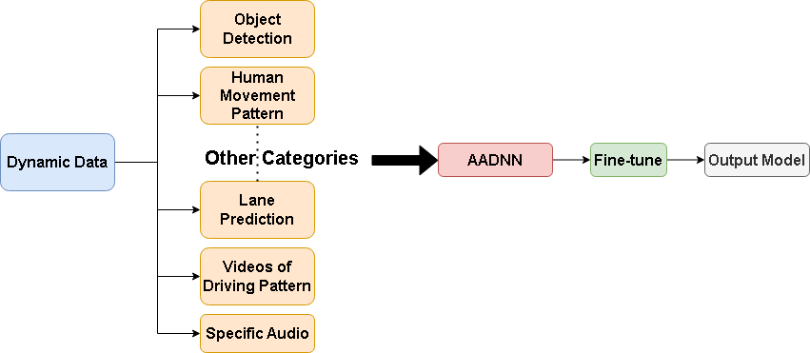 Object
Detection
Human
Movement
Pattern
Dynamic Data
Other Categories
AADNN
Fine-tune
Output Model
Lane
Prediction
Videos of
Driving Pattern
Specific Audio